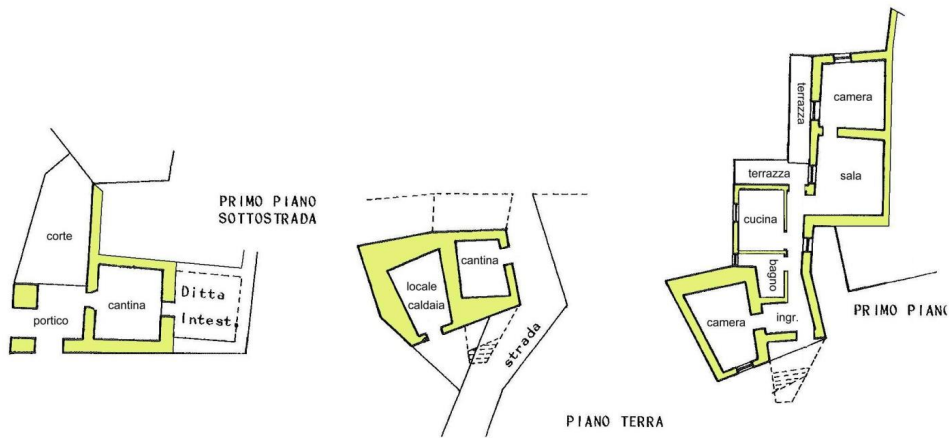 PRIMO PIANO
SOTTOSTRADA
corte
portico
cantina
Ditta
Intest.
cantina
locale
caldaia
strada
PIANO TERRA
terrazza
camera
terrazza
sala
cucina
bagno
camera
ingr.
PRIMO PIANO